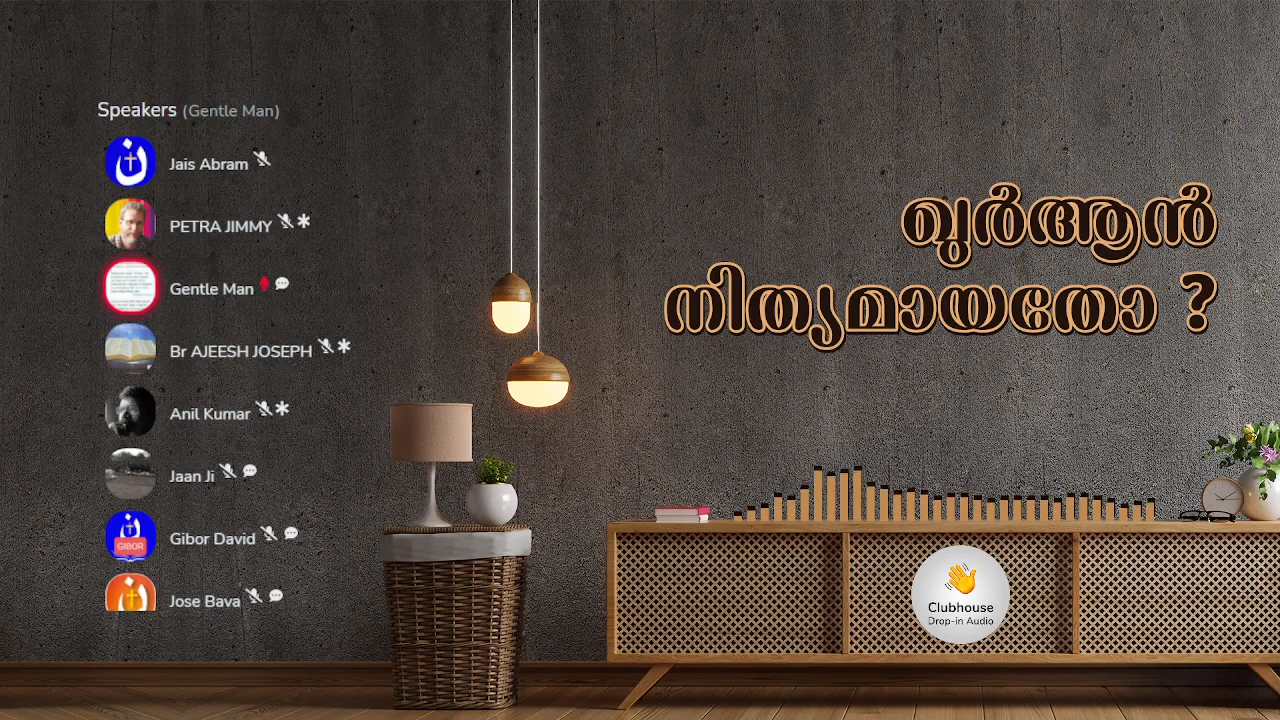 Speakers (Gentle Man)
Jais Abram
PETRA JIMMY
Gentle Man
Br AJEESH JOSEPH
Anil Kumar
Jaan Ji
Gibor David
GIBOR
Jose Bava
ഖുർആൻ
നിത്യമായതോ ?
Clubhouse
Drop-in Audio